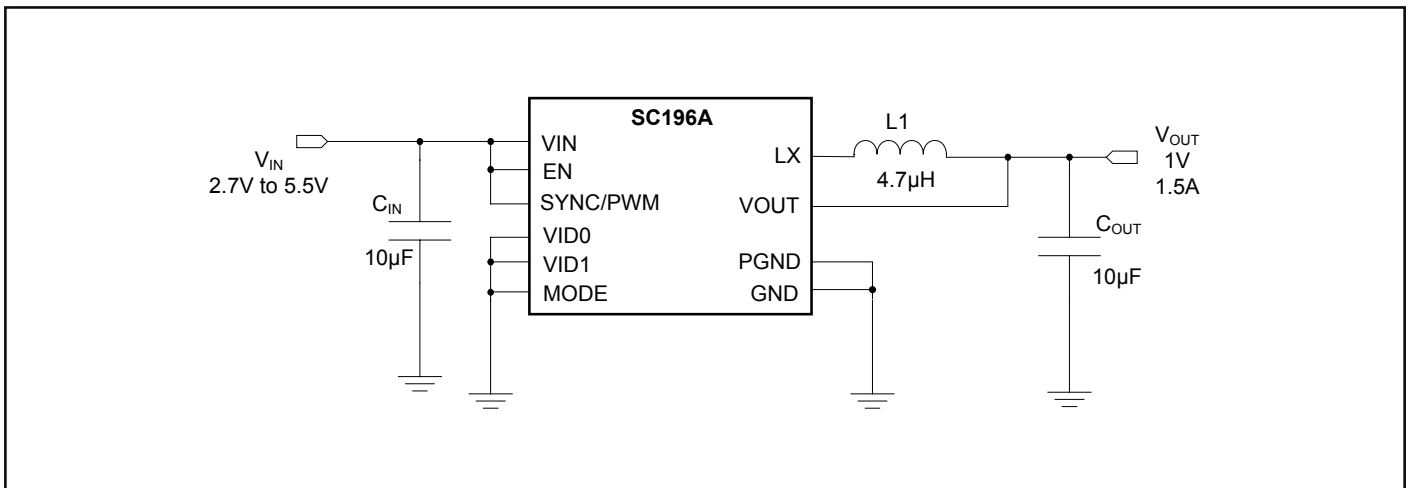 SC196A
V_IN
2.7V to 5.5V
C_IN
10µF
VIN
EN
SYNC/PWM
VID0
VID1
MODE
LX
VOUT
PGND
GND
L1
4.7µH
V_OUT
1V
1.5A
C_OUT
10µF